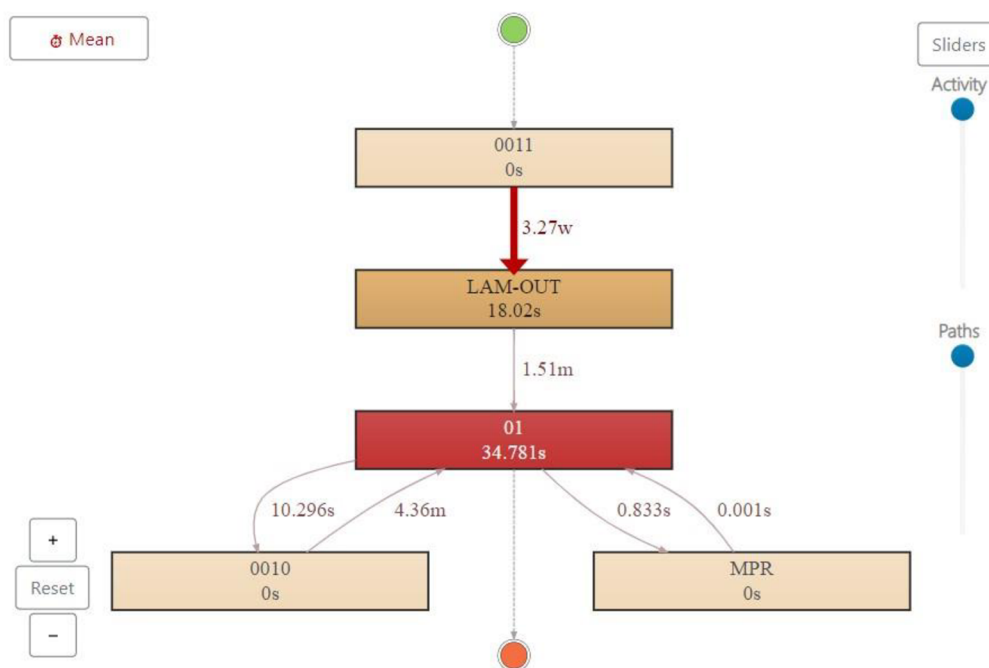 Mean
Sliders
Activity
0011
0s
3.27w
LAM-OUT
18.02s
Paths
1.51m
01
34.781s
10.296s
4.36m
0.833s
0.001s
+
Reset
−
0010
0s
MPR
0s